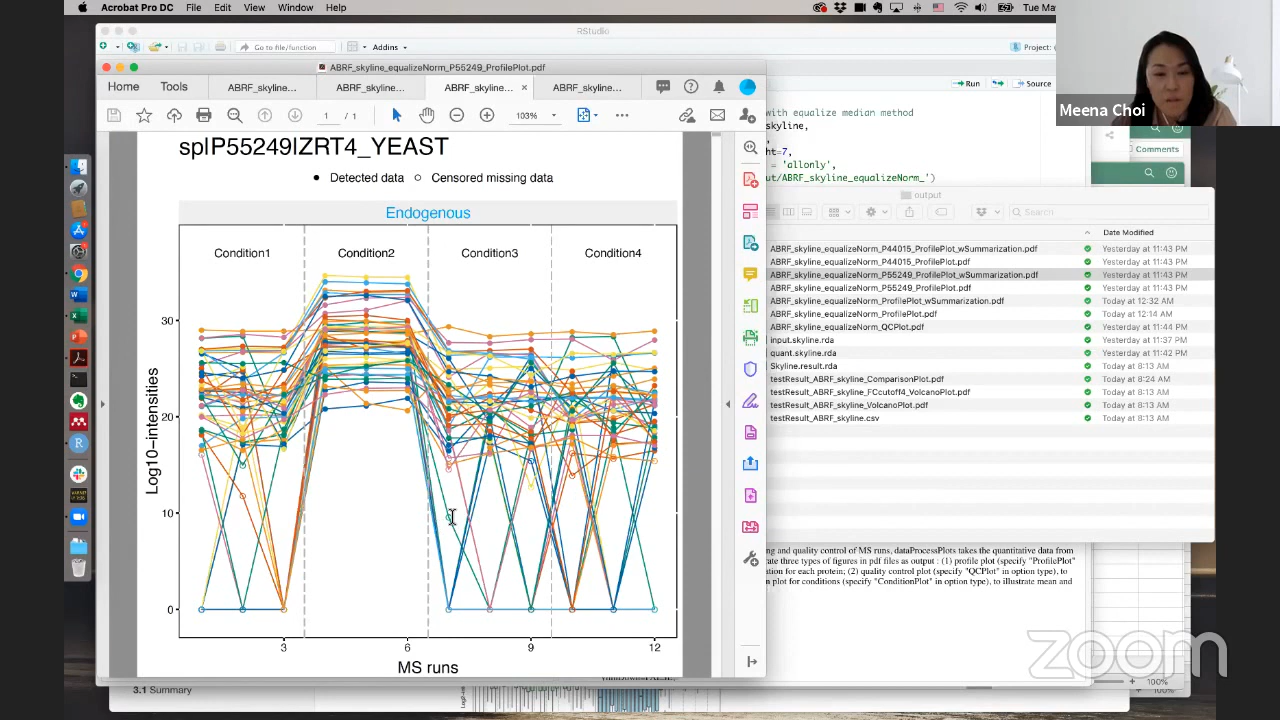 Acrobat Pro DC File Edit View Window Help
Tue Ma
RStudio
Go to file/function
Addins
Project:
ABRF_skyline_equalizeNorm_P55249_ProfilePlot.pdf
Home Tools ABRF_skyline_equalizeNorm... ABRF_skyline... ABRF_skyline... × ABRF_skyline...
1 / 1
103%
Run
Source
Meena Choi
with equalize median method
skyline,
ht=7,
= 'allonly',
ut/ABRF_skyline_equalizeNorm_')
Comments
sp|P55249|ZRT4_YEAST
Detected data Censored missing data
Endogenous
Condition1 Condition2 Condition3 Condition4
30
20
10
0
Log10−intensities
3 6 9 12
MS runs
output
Search
Date Modified
ABRF_skyline_equalizeNorm_P44015_ProfilePlot_wSummarization.pdf Yesterday at 11:43 PM
ABRF_skyline_equalizeNorm_P44015_ProfilePlot.pdf Yesterday at 11:43 PM
ABRF_skyline_equalizeNorm_P55249_ProfilePlot_wSummarization.pdf Yesterday at 11:43 PM
ABRF_skyline_equalizeNorm_P55249_ProfilePlot.pdf Yesterday at 11:43 PM
ABRF_skyline_equalizeNorm_ProfilePlot_wSummarization.pdf Today at 12:32 AM
ABRF_skyline_equalizeNorm_ProfilePlot.pdf Today at 12:14 AM
ABRF_skyline_equalizeNorm_QCPlot.pdf Yesterday at 11:44 PM
input.skyline.rda Yesterday at 11:37 PM
quant.skyline.rda Yesterday at 11:42 PM
Skyline.result.rda Today at 8:13 AM
testResult_ABRF_skyline_ComparisonPlot.pdf Today at 8:24 AM
testResult_ABRF_skyline_FCcutoff4_VolcanoPlot.pdf Today at 8:13 AM
testResult_ABRF_skyline_VolcanoPlot.pdf Today at 8:13 AM
testResult_ABRF_skyline.csv Today at 8:13 AM
ing and quality control of MS runs, dataProcessPlots takes the quantitative data from
rate three types of figures in pdf files as output : (1) profile plot (specify "ProfilePlot"
ation for each protein; (2) quality control plot (specify "QCPlot" in option type), to
n plot for conditions (specify "ConditionPlot" in option type), to illustrate mean and
zoom
3.1 Summary
100%
100%